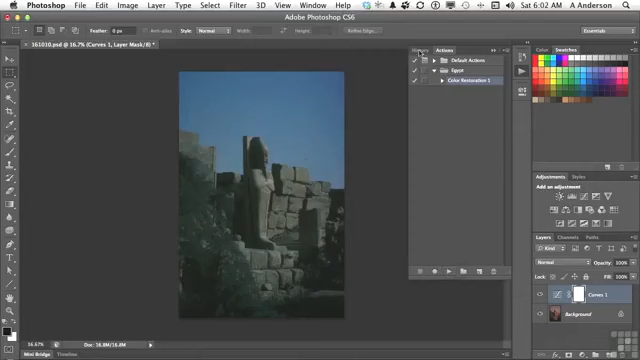 Photoshop File Edit Image Layer Type Select Filter 3D View Window Help Sat 6:02 AM A Anderson
Adobe Photoshop CS6
Feather: 0 px Anti-alias Style: Normal Width: Height: Refine Edge... Essentials
161010.psd @ 16.7% (Curves 1, Layer Mask/8) *
History Actions
Default Actions
Egypt
Color Restoration 1
Color Swatches
Adjustments Styles
Add an adjustment
Layers Channels Paths
Kind
Normal Opacity: 100%
Lock: Fill: 100%
Curves 1
Background
16.67% Doc: 16.8M/16.8M
Mini Bridge Timeline